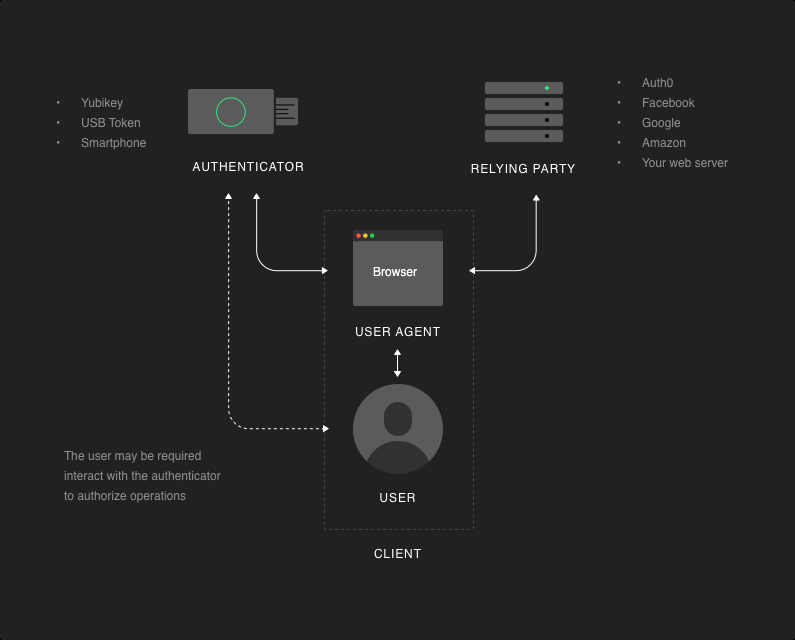 • Yubikey
• USB Token
• Smartphone
AUTHENTICATOR
• Auth0
• Facebook
• Google
• Amazon
• Your web server
RELYING PARTY
Browser
USER AGENT
The user may be required
interact with the authenticator
to authorize operations
USER
CLIENT